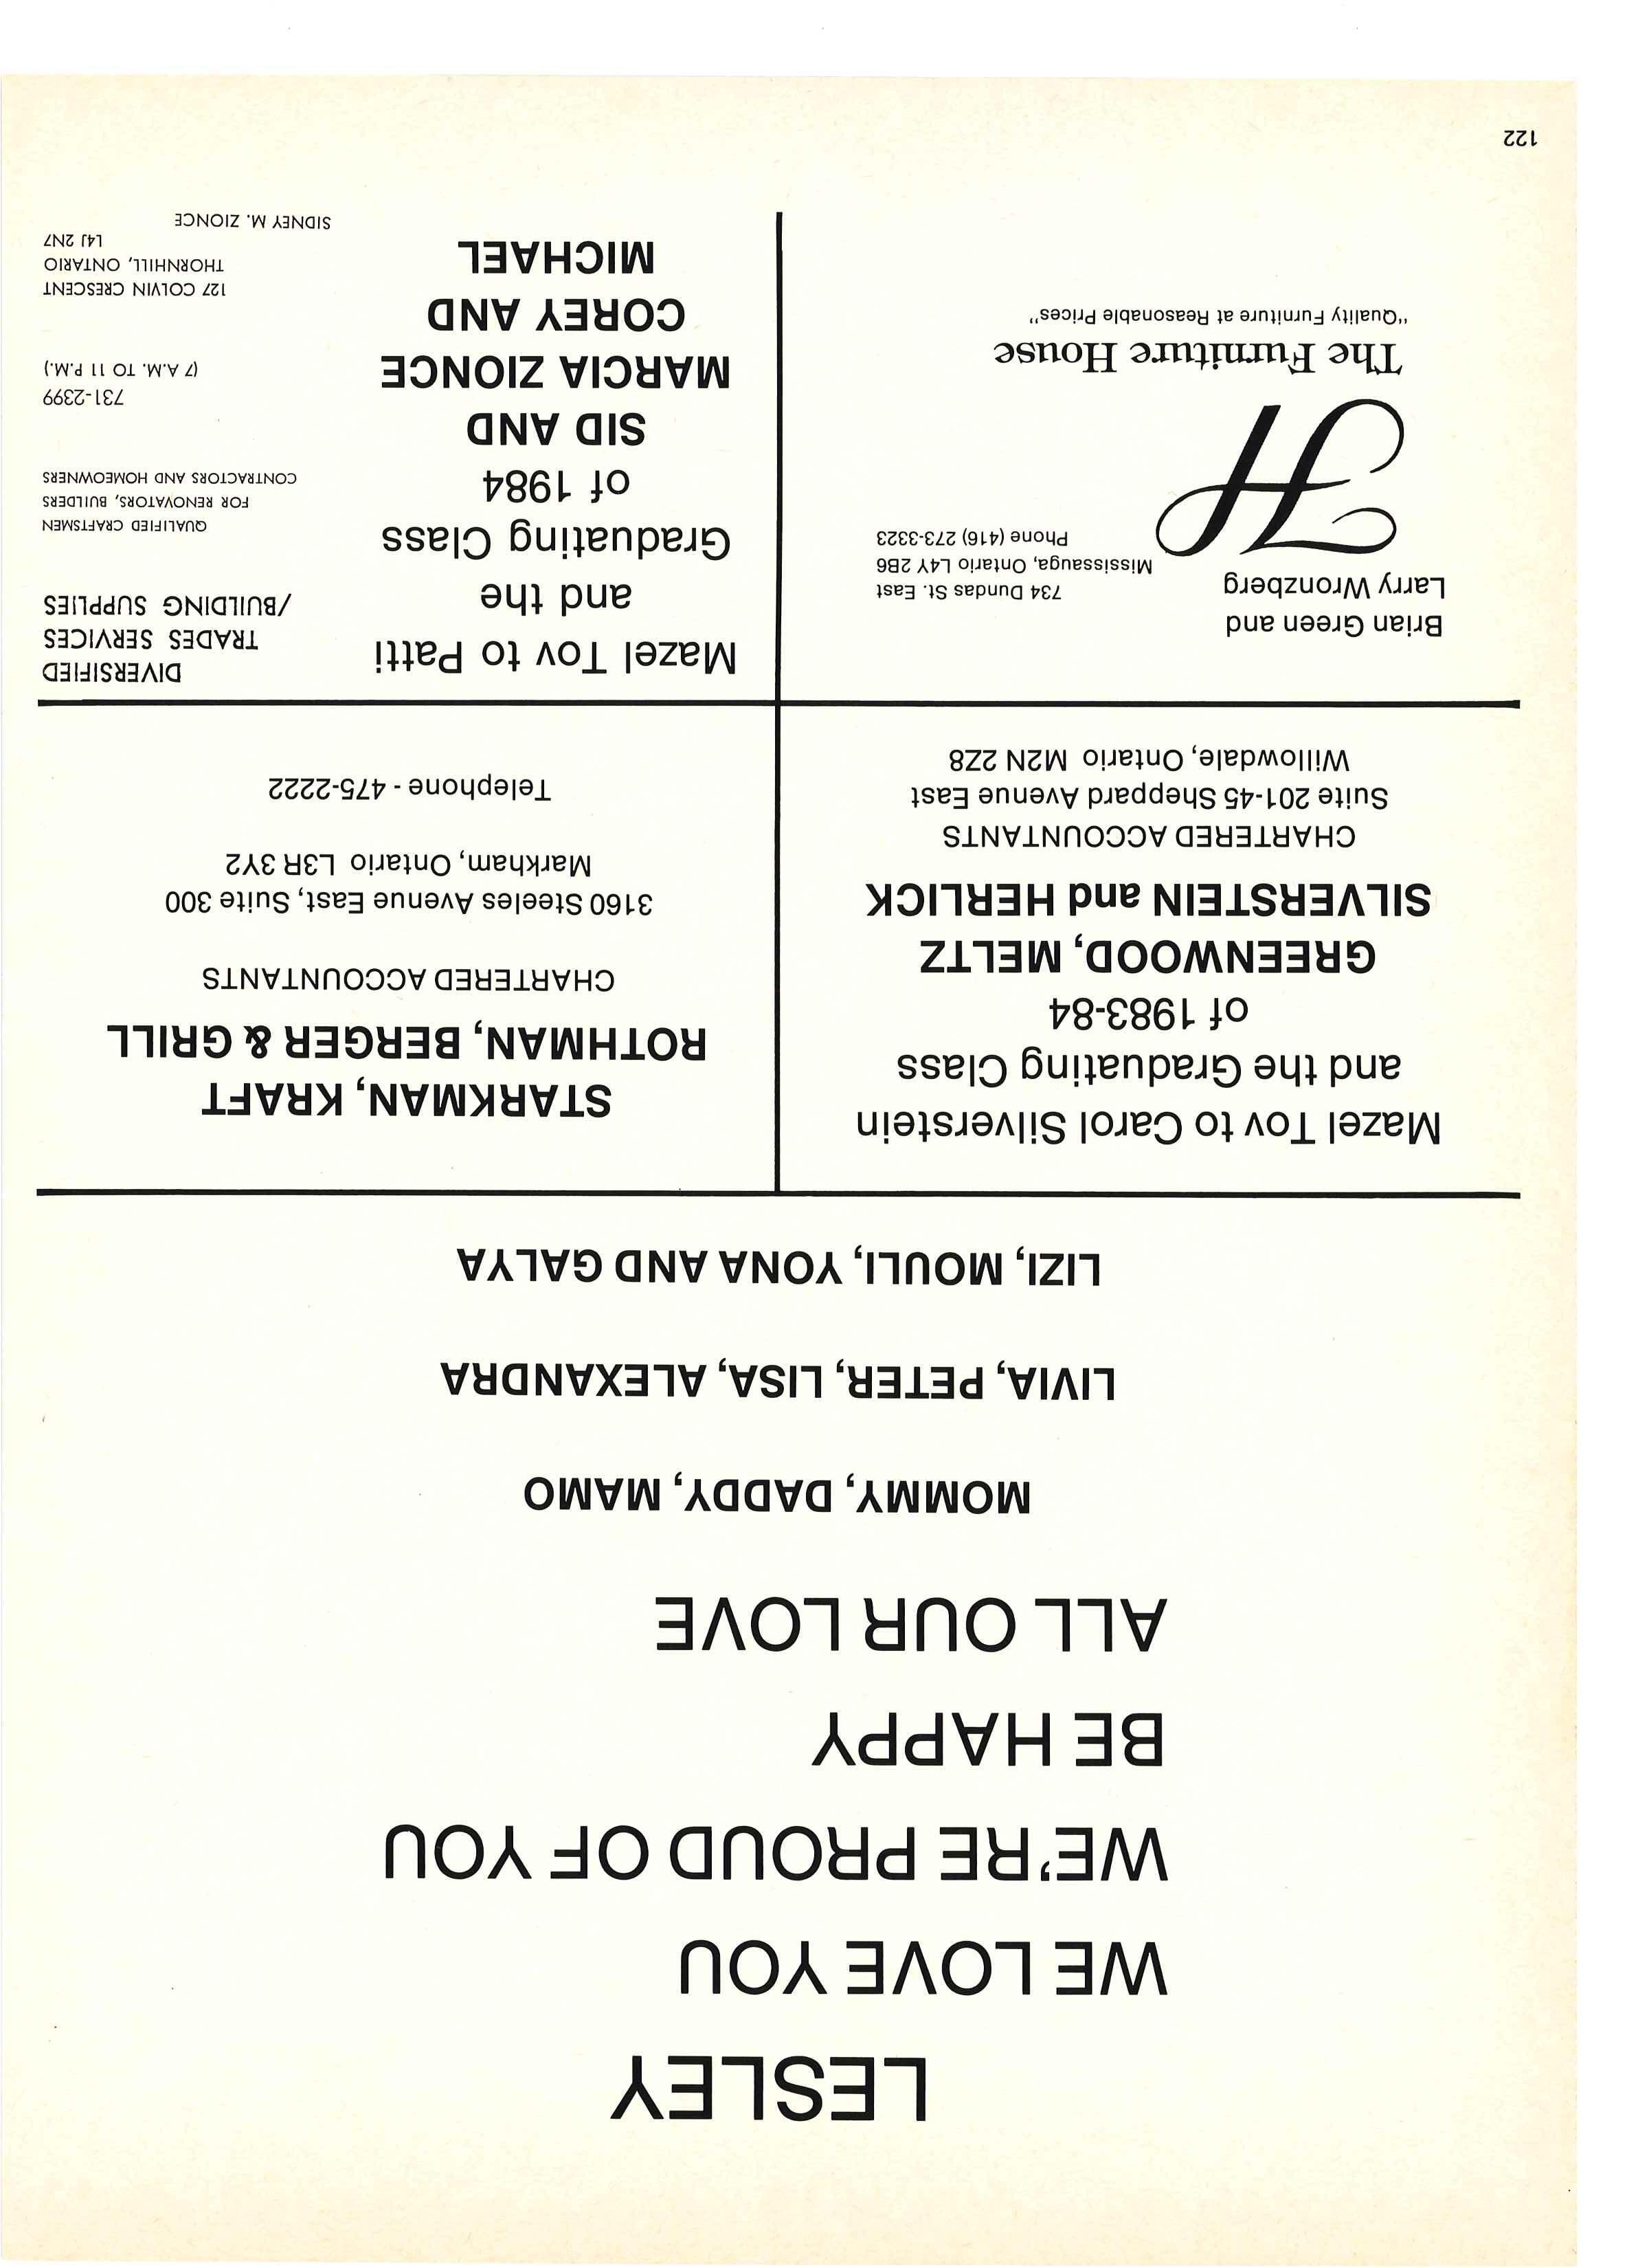 LESLEY
WE LOVE YOU
WE'RE PROUD OF YOU
BE HAPPY
ALL OUR LOVE
MOMMY, DADDY, MAMO
LIVIA, PETER, LISA, ALEXANDRA
LIZI, MOULI, YONA AND GALYA
Mazel Tov to Carol Silverstein
and the Graduating Class
of 1983-84
GREENWOOD, MELTZ
SILVERSTEIN and HERLICK
CHARTERED ACCOUNTANTS
Suite 201-45 Sheppard Avenue East
Willowdale, Ontario M2N 2Z8
STARKMAN, KRAFT
ROTHMAN, BERGER & GRILL
CHARTERED ACCOUNTANTS
3160 Steeles Avenue East, Suite 300
Markham, Ontario L3R 3Y2
Telephone - 475-2222
Brian Green and
Larry Wronzberg
734 Dundas St. East
Mississauga, Ontario L4Y 2B6
Phone (416) 273-3323
FH
The Furniture House
"Quality Furniture at Reasonable Prices"
Mazel Tov to Patti
and the
Graduating Class
of 1984
SID AND
MARCIA ZIONCE
COREY AND
MICHAEL
DIVERSIFIED
TRADES SERVICES
/BUILDING SUPPLIES
QUALIFIED CRAFTSMEN
FOR RENOVATORS, BUILDERS
CONTRACTORS AND HOMEOWNERS
731-2399
(7 A.M. TO 11 P.M.)
127 COLVIN CRESCENT
THORNHILL, ONTARIO
L4J 2N7
SIDNEY M. ZIONCE
122